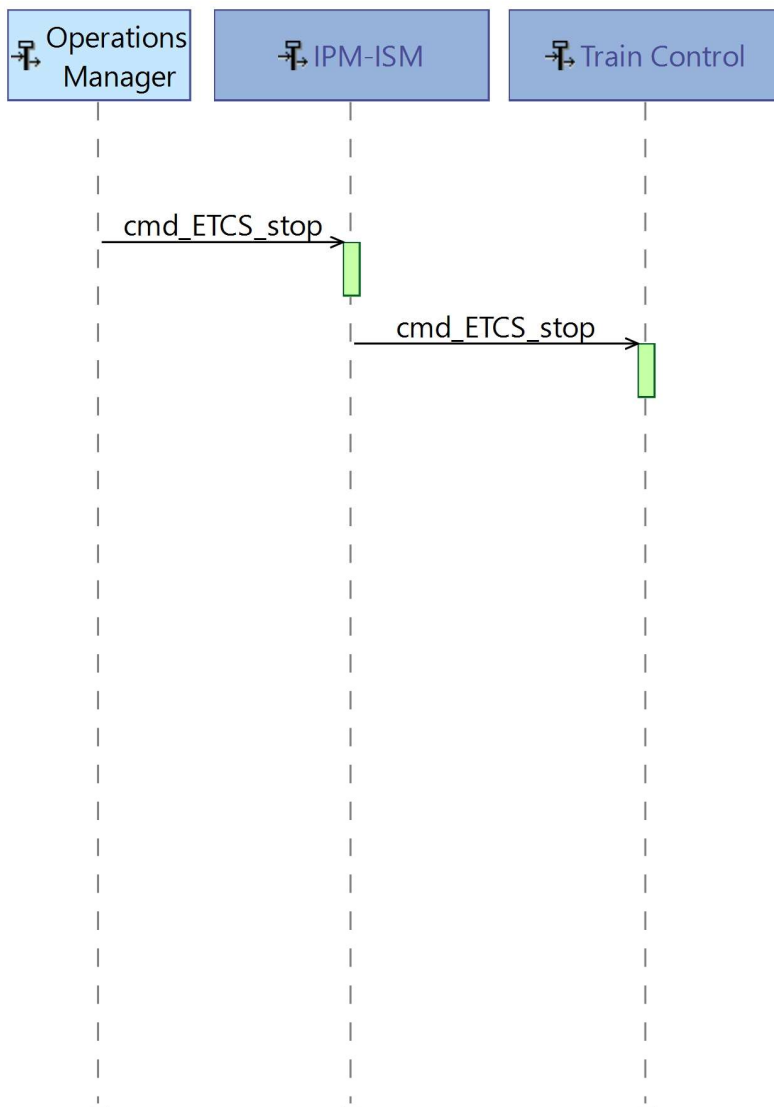 Operations
Manager
IPM-ISM
Train Control
cmd_ETCS_stop
cmd_ETCS_stop